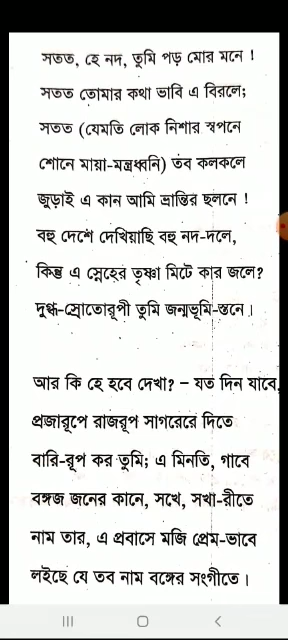 সতত, হে নদ, তুমি পড় মোর মনে !
সতত তোমার কথা ভাবি এ বিরলে;
সতত (যেমতি লোক নিশার স্বপনে
শোনে মায়া-মন্ত্রধ্বনি) তব কলকলে
জুড়াই এ কান আমি ভ্রান্তির ছলনে !
বহু দেশে দেখিয়াছি বহু নদ-দলে,
কিন্তু এ স্নেহের তৃষ্ণা মিটে কার জলে?
দুগ্ধ-স্রোতোরূপী তুমি জন্মভূমি-স্তনে।
আর কি হে হবে দেখা? – যত দিন যাবে,
প্রজারূপে রাজরূপ সাগরেরে দিতে
বারি-রূপ কর তুমি; এ মিনতি, গাবে
বঙ্গজ জনের কানে, সখে, সখা-রীতে
নাম তার, এ প্রবাসে মজি প্রেম-ভাবে
লইছে যে তব নাম বঙ্গের সংগীতে।